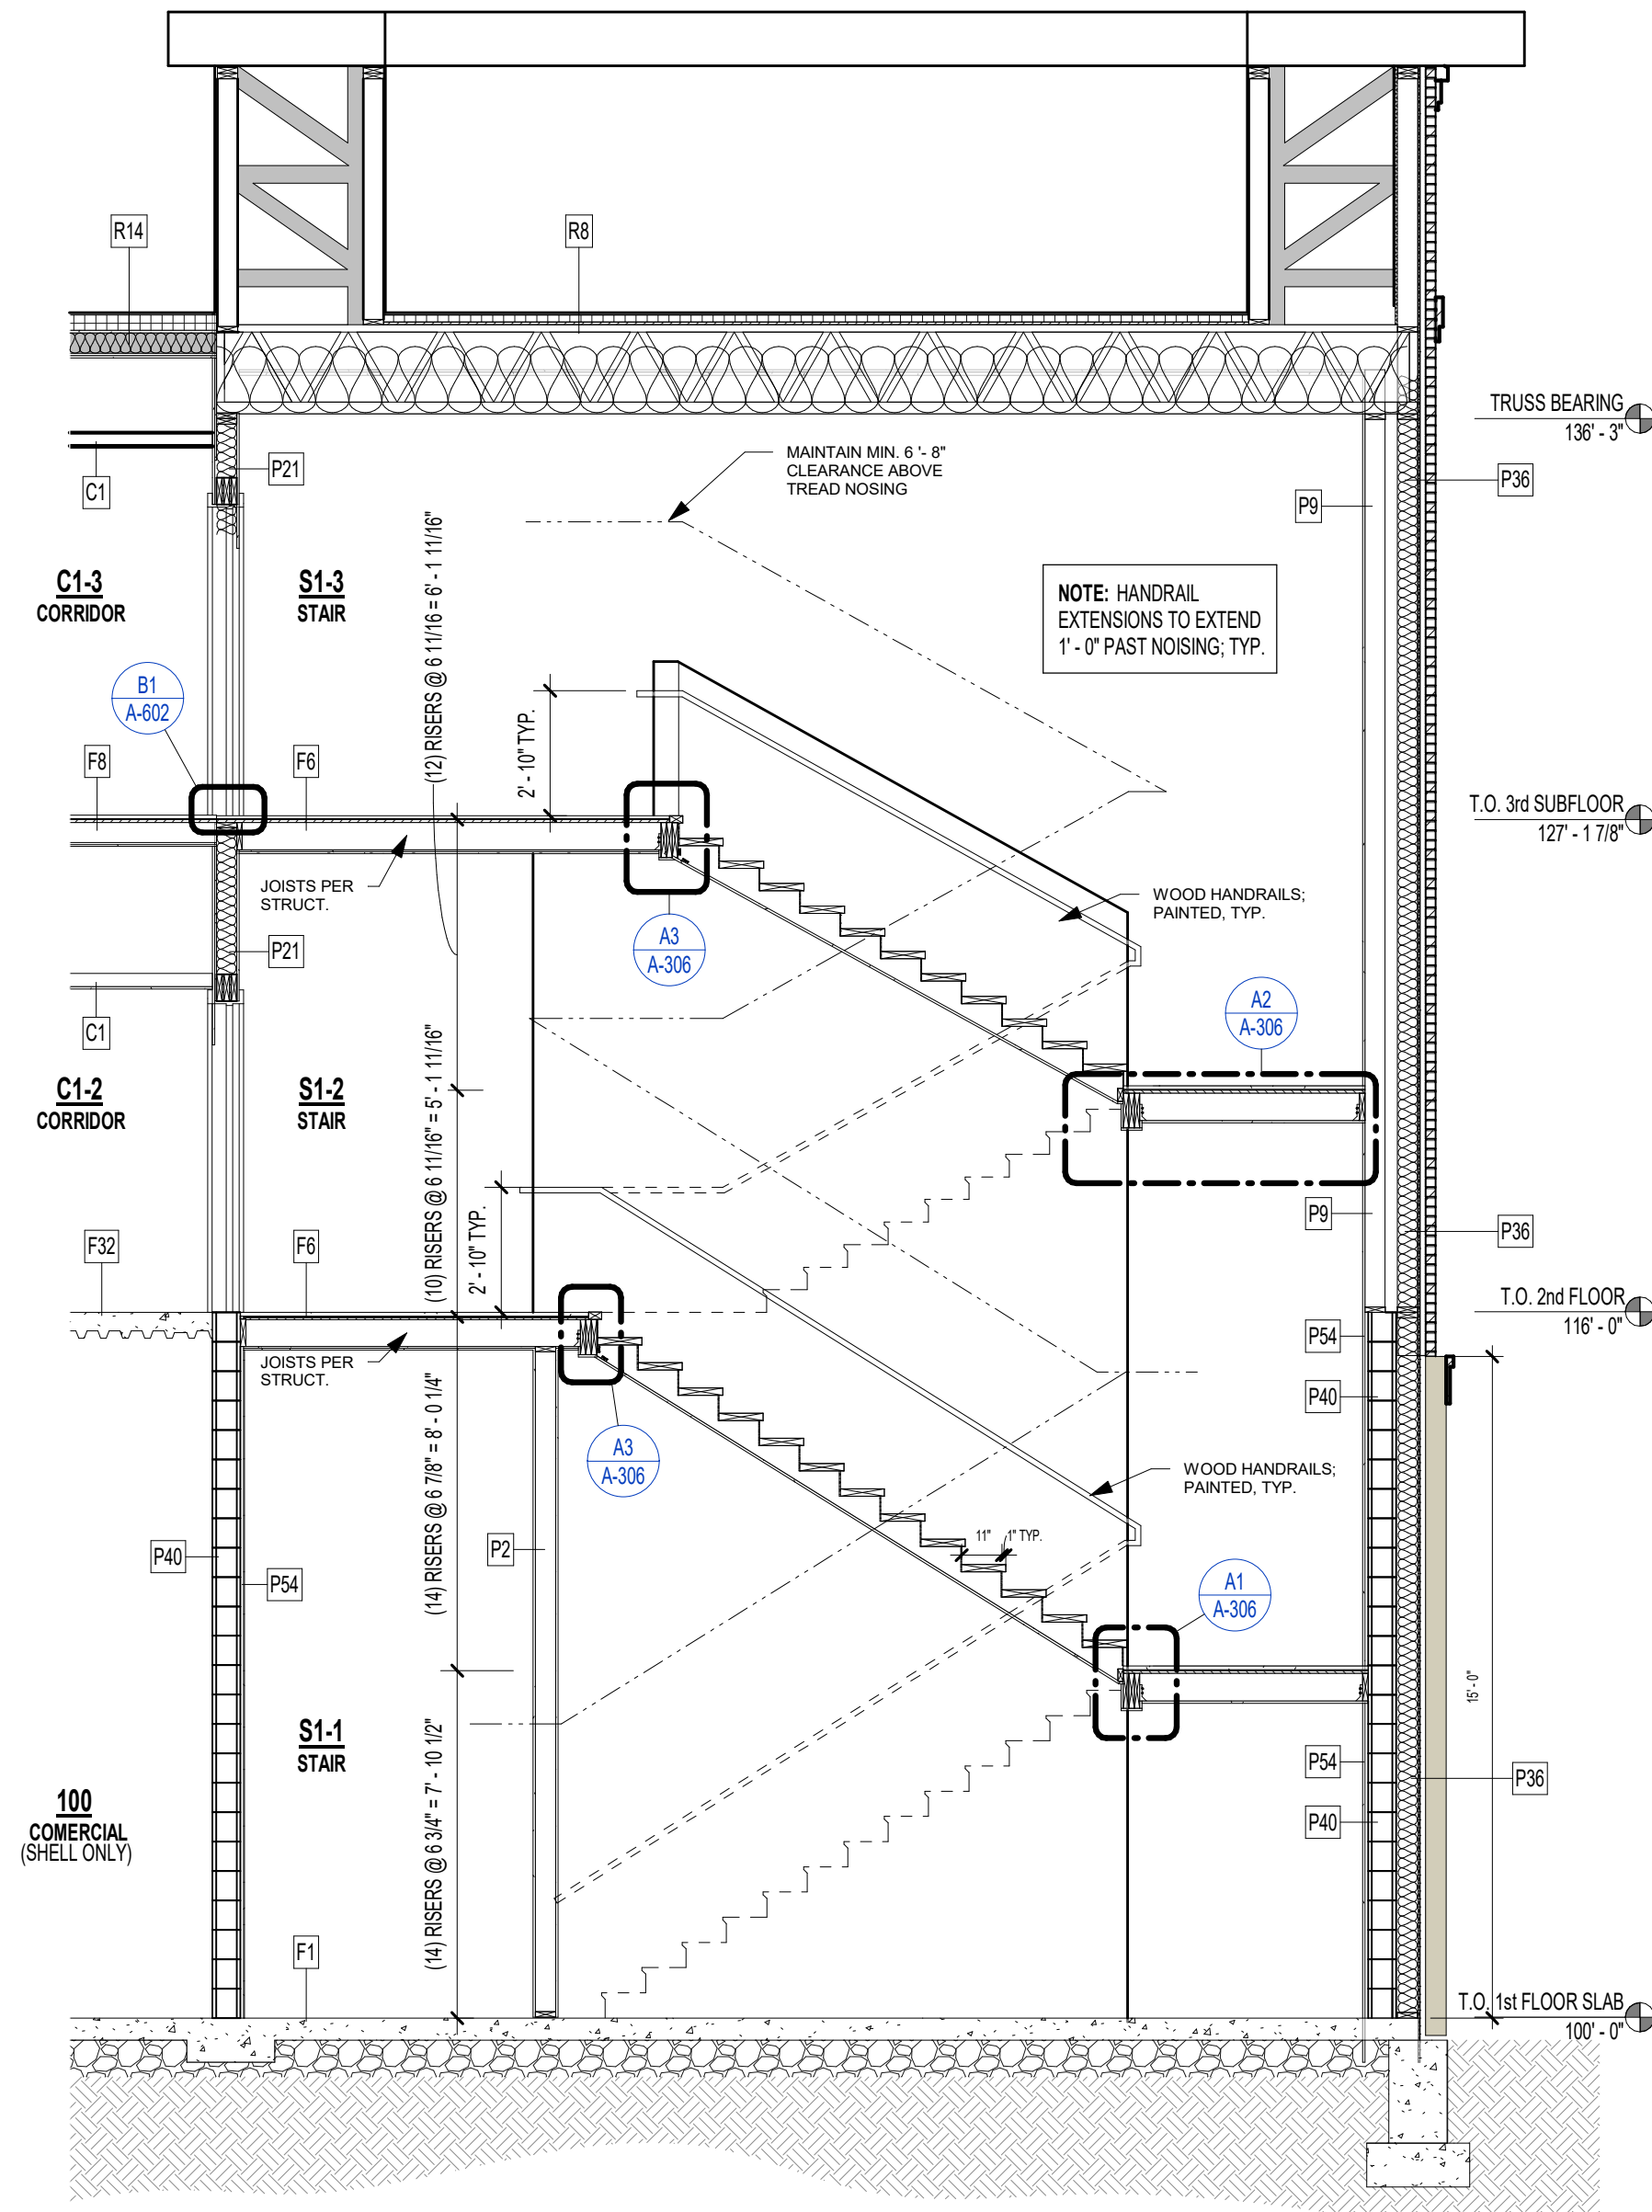 R14
R8
TRUSS BEARING
136' - 3"
MAINTAIN MIN. 6 '- 8"
CLEARANCE ABOVE
TREAD NOSING
P21
C1
P36
P9
(12) RISERS @ 6 11/16" = 6' - 1 11/16"
C1-3
CORRIDOR
S1-3
STAIR
NOTE: HANDRAIL
EXTENSIONS TO EXTEND
1' - 0" PAST NOISING; TYP.
B1
A-602
2' - 10" TYP.
F8
F6
T.O. 3rd SUBFLOOR
127' - 1 7/8"
JOISTS PER
STRUCT.
WOOD HANDRAILS;
PAINTED, TYP.
P21
A3
A-306
A2
A-306
C1
C1-2
CORRIDOR
S1-2
STAIR
(10) RISERS @ 6 11/16" = 5' - 1 11/16"
2' - 10" TYP.
P9
P36
F32
F6
T.O. 2nd FLOOR
116' - 0"
P54
JOISTS PER
STRUCT.
P40
(14) RISERS @ 6 7/8" = 8' - 0 1/4"
A3
A-306
WOOD HANDRAILS;
PAINTED, TYP.
11"
1" TYP.
P40
P2
P54
A1
A-306
15' - 0"
S1-1
STAIR
(14) RISERS @ 6 3/4" = 7' - 10 1/2"
P54
P36
100
COMERCIAL
(SHELL ONLY)
P40
F1
T.O. 1st FLOOR SLAB
100' - 0"